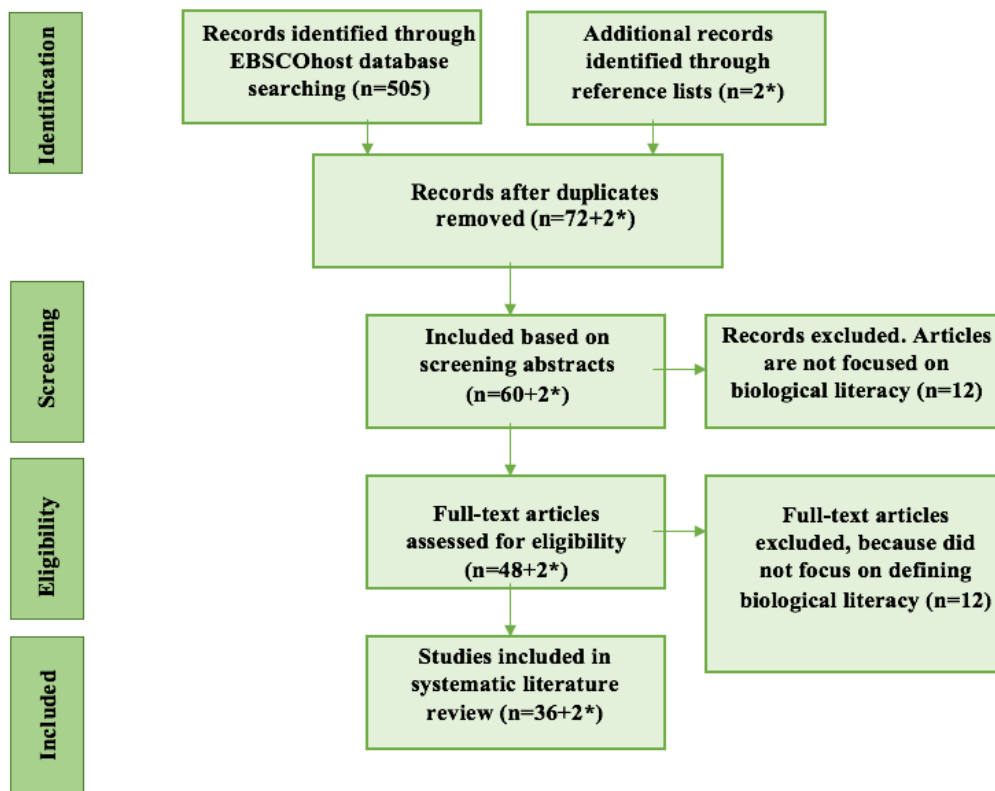 Identification
Records identified through
EBSCOhost database
searching (n=505)
Additional records
identified through
reference lists (n=2*)
Records after duplicates
removed (n=72+2*)
Screening
Included based on
screening abstracts
(n=60+2*)
Records excluded. Articles
are not focused on
biological literacy (n=12)
Eligibility
Full-text articles
assessed for eligibility
(n=48+2*)
Full-text articles
excluded, because did
not focus on defining
biological literacy (n=12)
Included
Studies included in
systematic literature
review (n=36+2*)